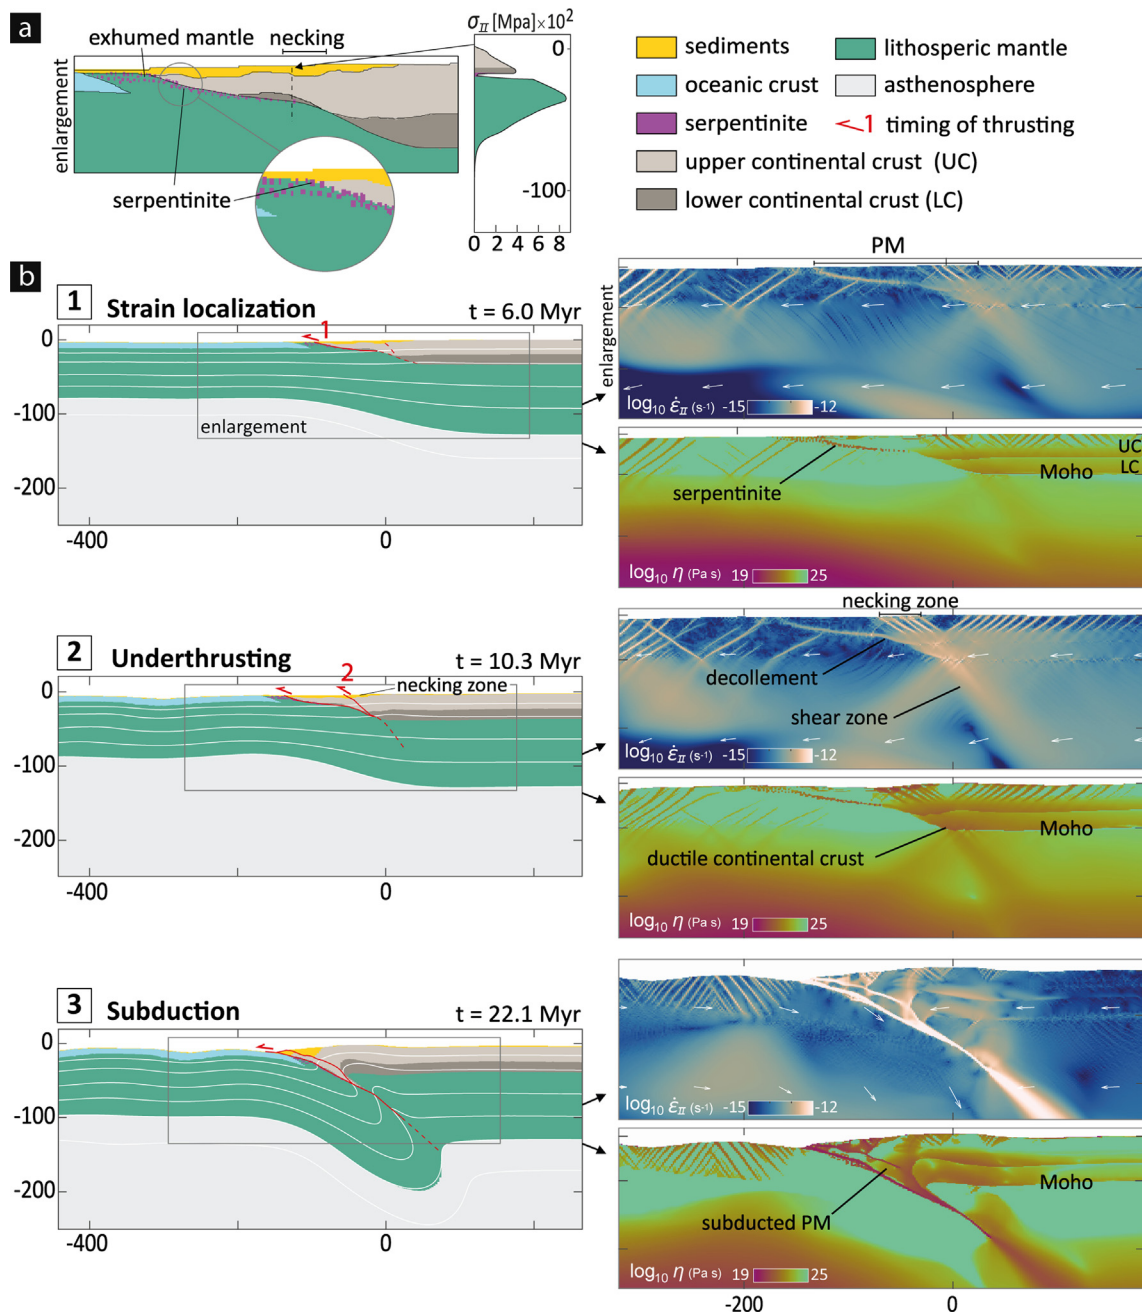 a
exhumed mantle
necking
σII [Mpa]×10²
enlargement
serpentinite
0
-100
0 2 4 6 8
sediments
oceanic crust
serpentinite
upper continental crust (UC)
lower continental crust (LC)
lithosperic mantle
asthenosphere
1 timing of thrusting
b
1 Strain localization
t = 6.0 Myr
1
0
-100
-200
enlargement
-400 0
PM
enlargement
log10 ε̇II (s-1) -15 -12
UC
LC
Moho
serpentinite
log10 η (Pa s) 19 25
2 Underthrusting
t = 10.3 Myr
2
necking zone
0
-100
-200
-400 0
necking zone
decollement
shear zone
log10 ε̇II (s-1) -15 -12
Moho
ductile continental crust
log10 η (Pa s) 19 25
3 Subduction
t = 22.1 Myr
0
-100
-200
-400 0
log10 ε̇II (s-1) -15 -12
Moho
subducted PM
log10 η (Pa s) 19 25
-200 0